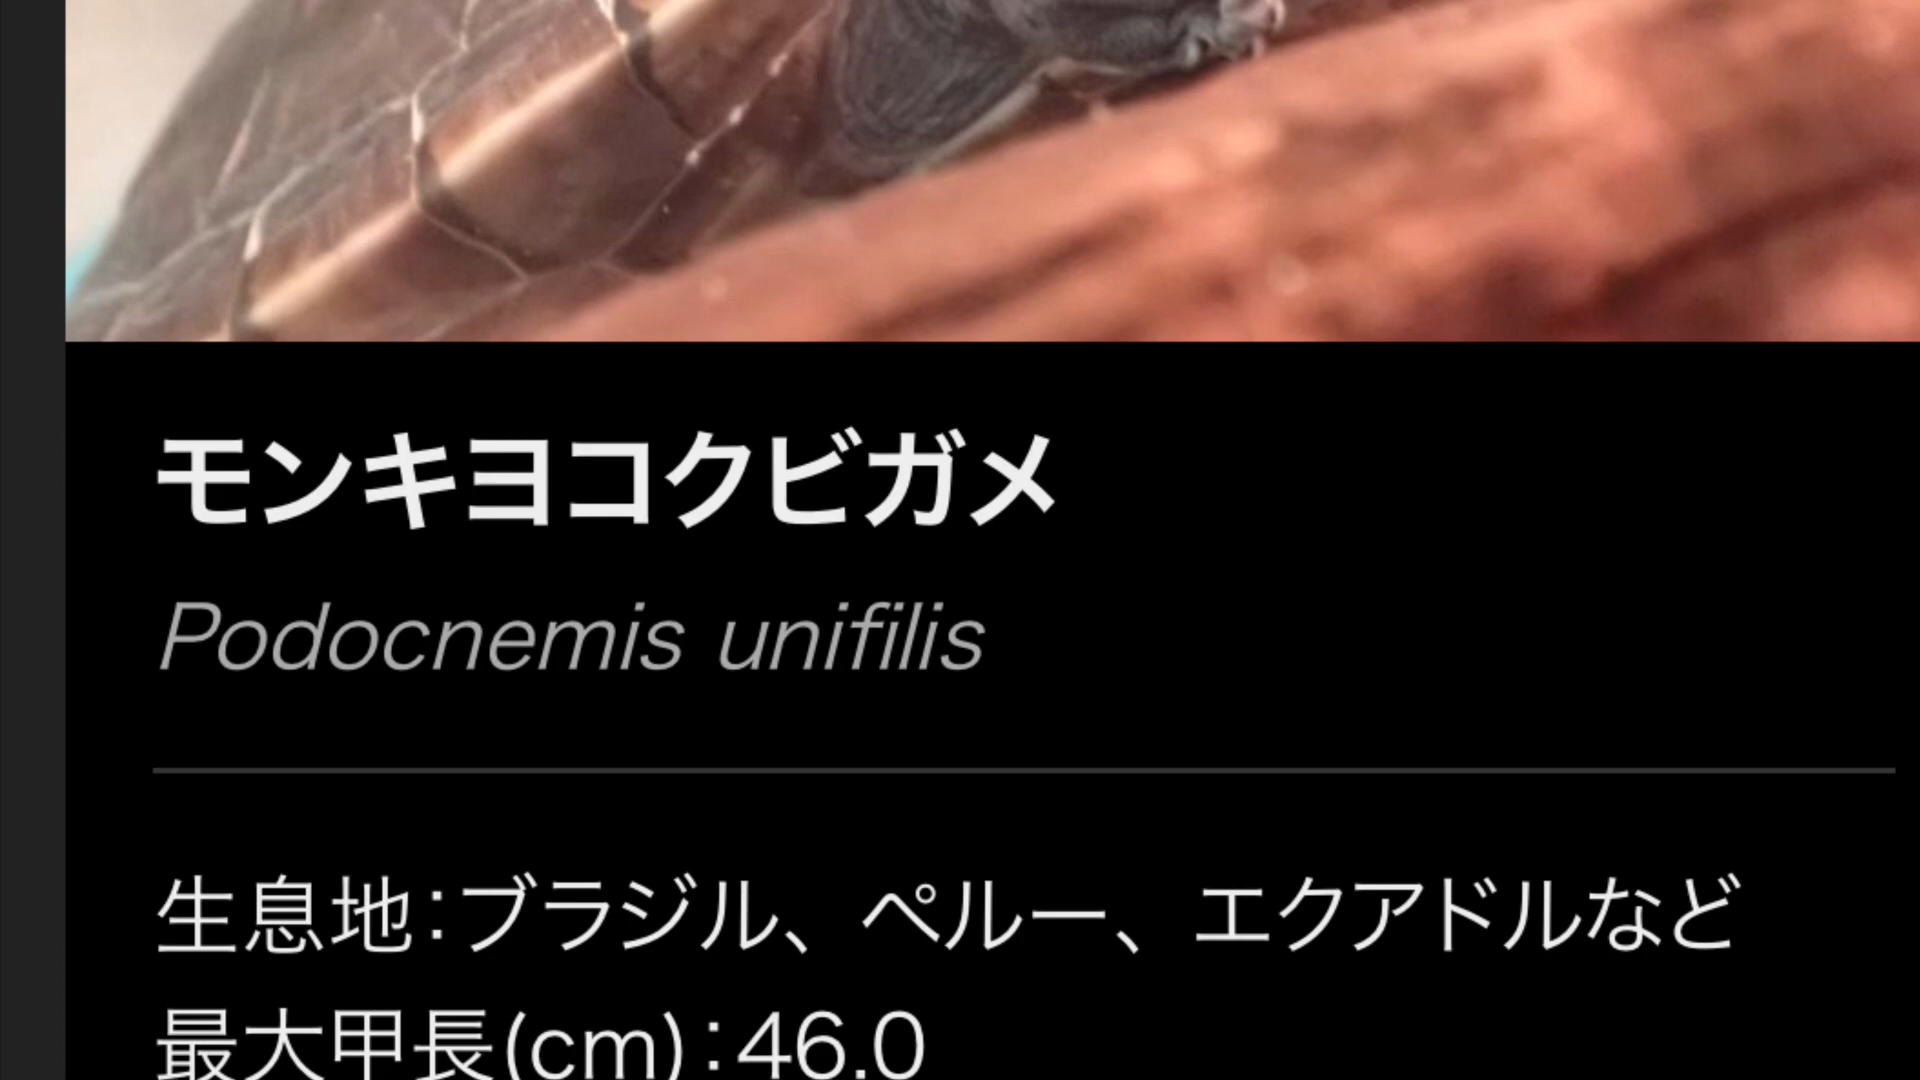 モンキヨコクビガメ
Podocnemis unifilis
生息地:ブラジル、ペルー、エクアドルなど
最大甲長(cm):46.0